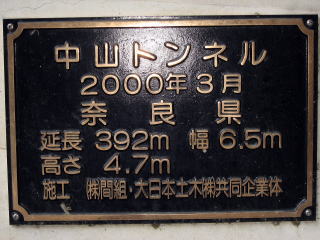 中山トンネル
2000年3月
奈良県
延長 392m 幅 6.5m
高さ 4.7m
施工 ㈱間組・大日本土木㈱共同企業体